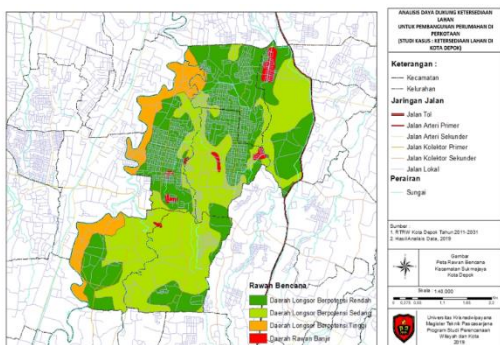 ANALISIS DAYA DUKUNG KETERSEDIAAN
LAHAN
UNTUK PEMBANGUNAN PERUMAHAN DI
PERKOTAAN
(STUDI KASUS : KETERSEDIAAN LAHAN DI
KOTA DEPOK)
Keterangan :
Kecamatan
Kelurahan
Jaringan Jalan
Jalan Tol
Jalan Arteri Primer
Jalan Arteri Sekunder
Jalan Kolektor Primer
Jalan Kolektor Sekunder
Jalan Lokal
Perairan
Sungai
Sumber
1. RTRW Kota Depok Tahun 2011-2031
2. Hasil Analisis Data, 2019
Gambar
Peta Rawan Bencana
Kecamatan Sukmajaya
Kota Depok
Skala : 1:40.000
Magister Teknik Pascasarjana
Program Studi Perencanaan
Wilayah dan Kota
2019
Rawan Bencana
Daerah Longsor Berpotensi Rendah
Daerah Longsor Berpotensi Sedang
Daerah Longsor Berpotensi Tinggi
Daerah Rawan Banjir